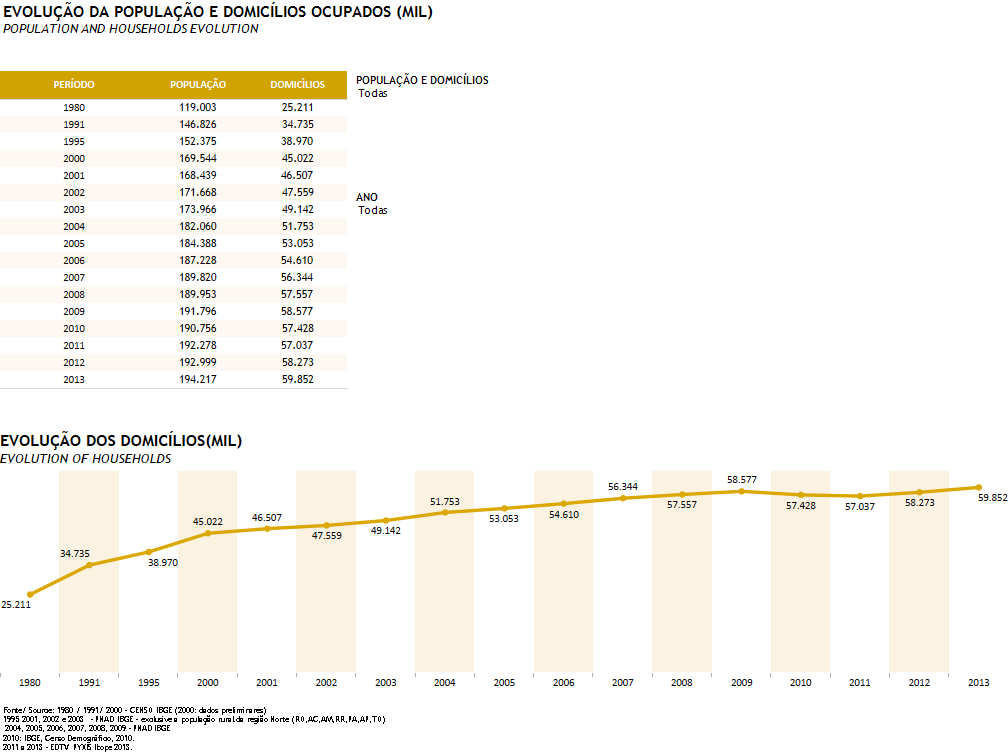 EVOLUÇÃO DA POPULAÇÃO E DOMICÍLIOS OCUPADOS (MIL)
POPULATION AND HOUSEHOLDS EVOLUTION
PERÍODO POPULAÇÃO DOMICÍLIOS
1980 119.003 25.211
1991 146.826 34.735
1995 152.375 38.970
2000 169.544 45.022
2001 168.439 46.507
2002 171.668 47.559
2003 173.966 49.142
2004 182.060 51.753
2005 184.388 53.053
2006 187.228 54.610
2007 189.820 56.344
2008 189.953 57.557
2009 191.796 58.577
2010 190.756 57.428
2011 192.278 57.037
2012 192.999 58.273
2013 194.217 59.852
POPULAÇÃO E DOMICÍLIOS
Todas
ANO
Todas
EVOLUÇÃO DOS DOMICÍLIOS(MIL)
EVOLUTION OF HOUSEHOLDS
25.211 34.735 38.970 45.022 46.507 47.559 49.142 51.753 53.053 54.610 56.344 57.557 58.577 57.428 57.037 58.273 59.852
1980 1991 1995 2000 2001 2002 2003 2004 2005 2006 2007 2008 2009 2010 2011 2012 2013
Fonte/ Source: 1980 / 1991/ 2000 - CENSO IBGE (2000: dados preliminares)
1995 2001, 2002 e 2003 - PNAD IBGE - exclusive a população rural da região Norte (RO,AC,AM,RR,PA,AP,TO)
2004, 2005, 2006, 2007, 2008, 2009 - PNAD IBGE
2010: IBGE, Censo Demográfico, 2010.
2011 a 2013 - EDTV PYXIS Ibope 2013.